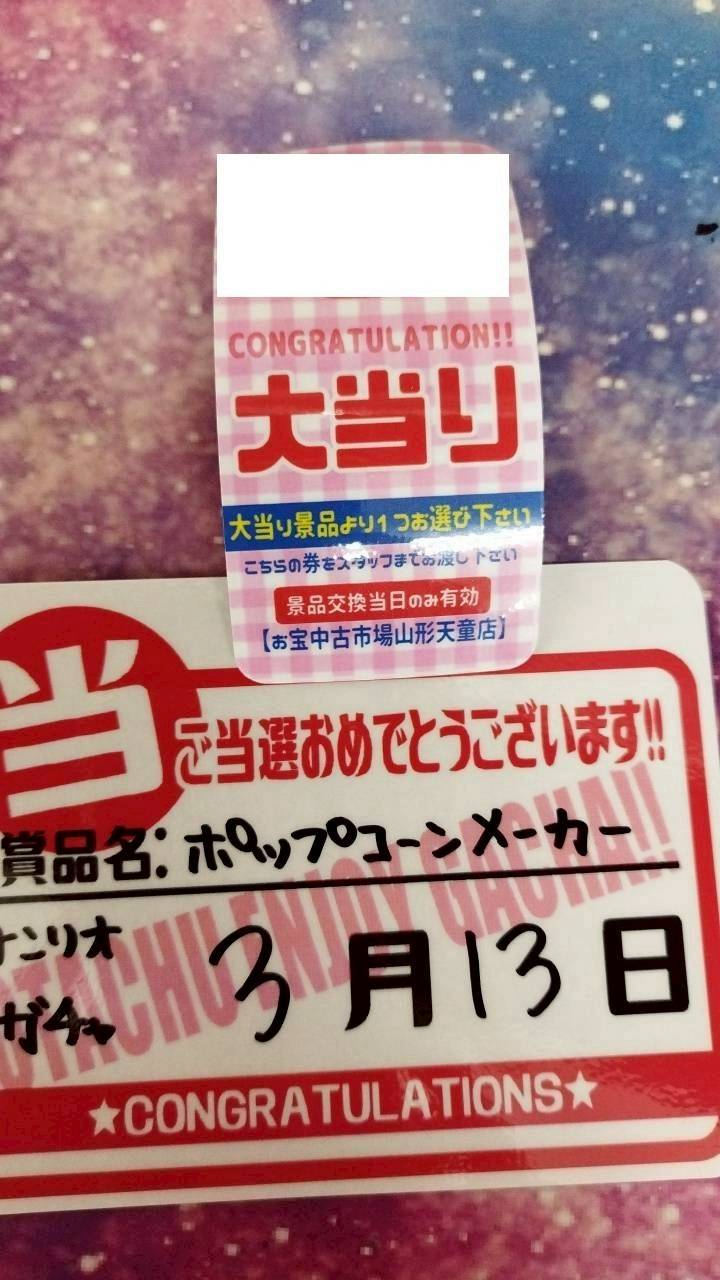 CONGRATULATION!!
大当り
大当り景品より1つお選び下さい
こちらの券をスタッフまでお渡し下さい
景品交換当日のみ有効
【お宝中古市場山形天童店】
当
ご当選おめでとうございます!!
賞品名: ポップコーンメーカー
サンリオ
ガチャ
3月13日
OTACHU ENJOY GACHA!!
★CONGRATULATIONS★